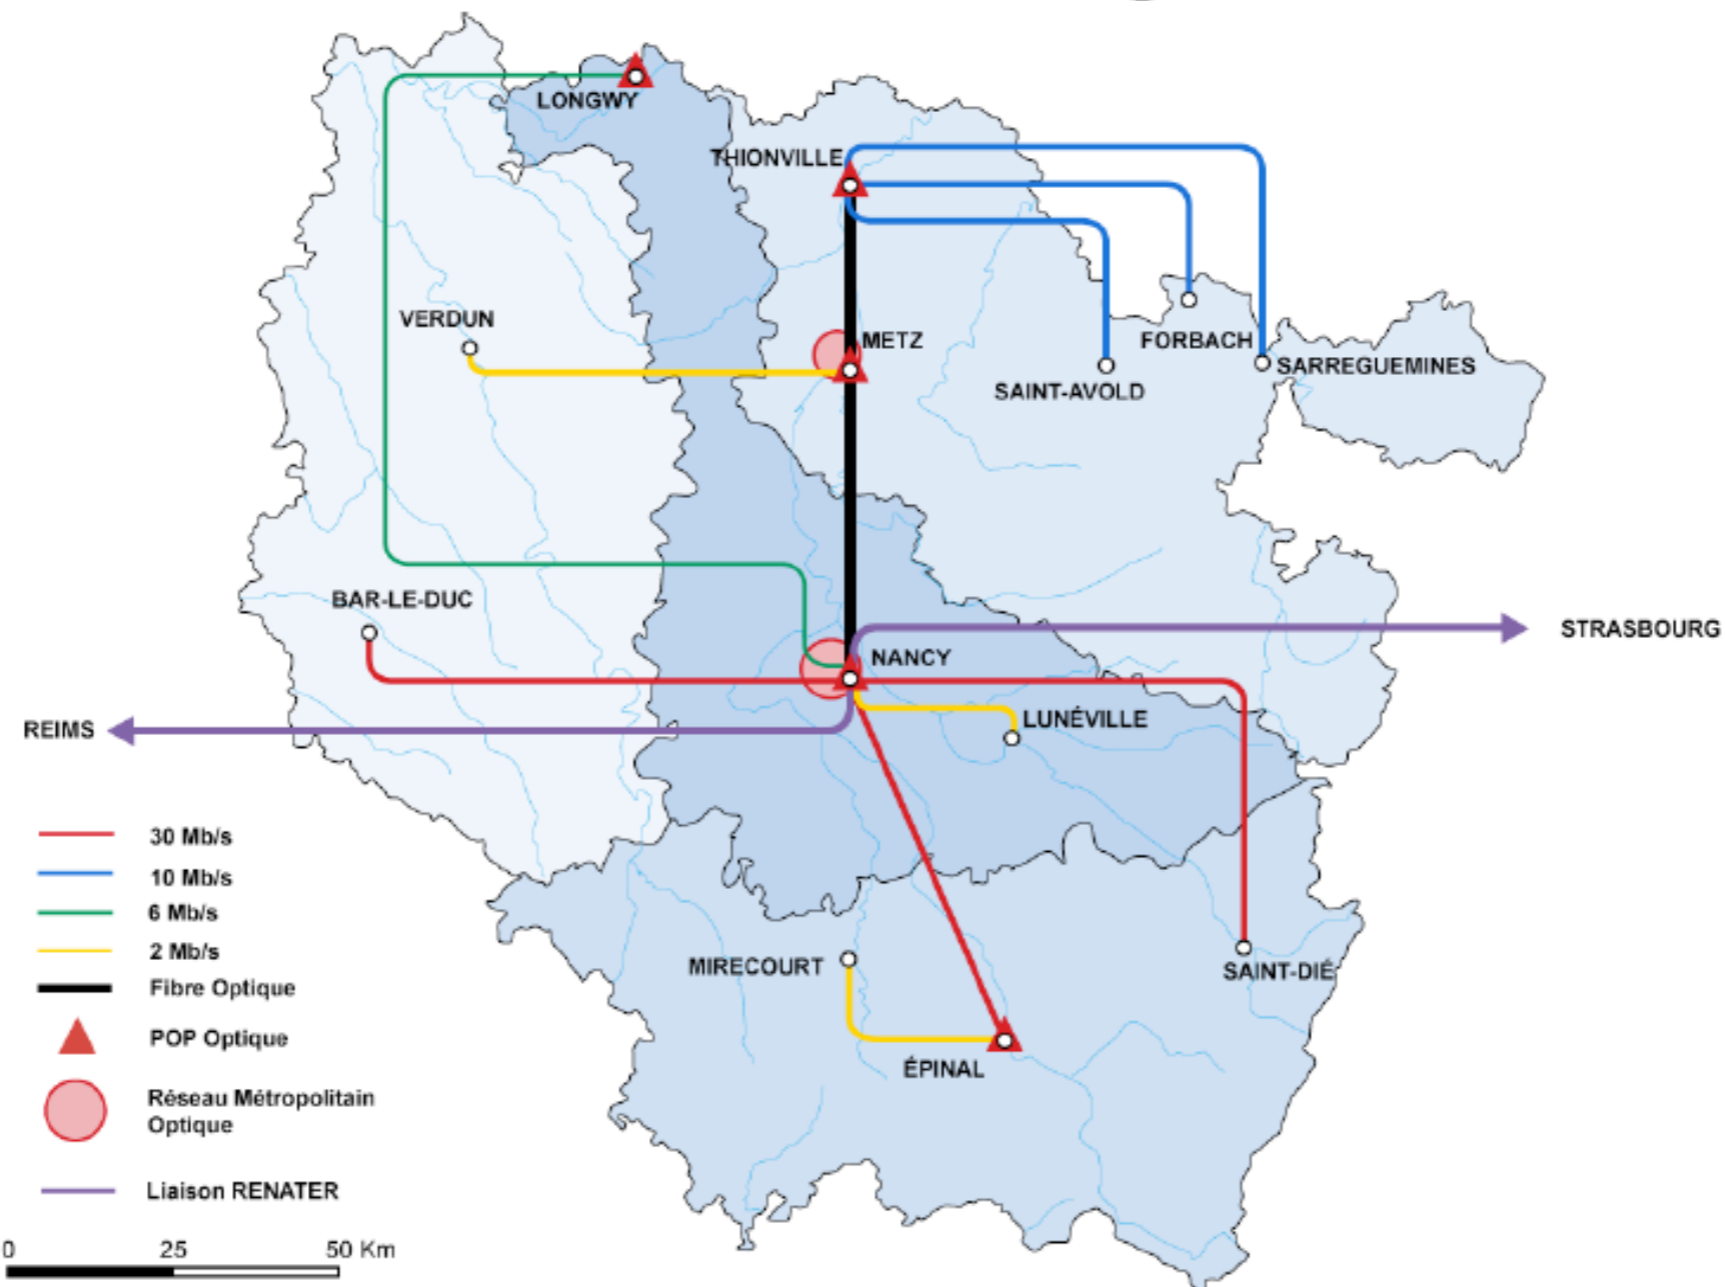 LONGWY
THIONVILLE
VERDUN
METZ
FORBACH
SARREGUEMINES
SAINT-AVOLD
BAR-LE-DUC
STRASBOURG
NANCY
LUNÉVILLE
REIMS
30 Mb/s
10 Mb/s
6 Mb/s
2 Mb/s
MIRECOURT
SAINT-DIÉ
Fibre Optique
POP Optique
ÉPINAL
Réseau Métropolitain
Optique
Liaison RENATER
0 25 50 Km